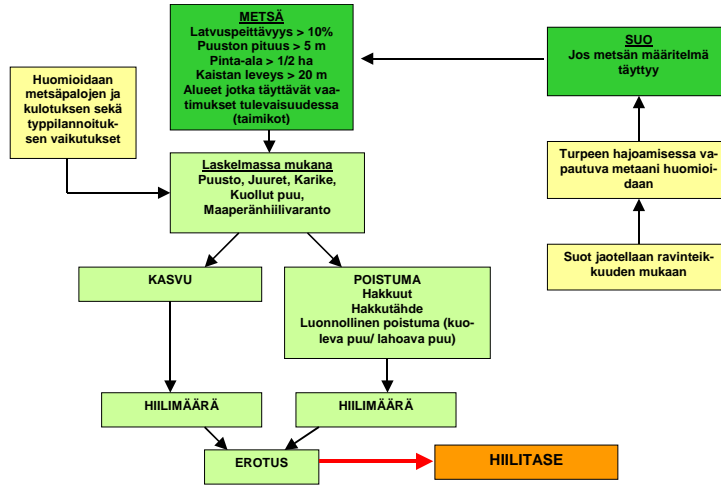 METSÄ
Latvuspeittävyys > 10%
Puuston pituus > 5 m
Pinta-ala > 1/2 ha
Kaistan leveys > 20 m
Alueet jotka täyttävät vaa-
timukset tulevaisuudessa
(taimikot)
SUO
Jos metsän määritelmä
täyttyy
Huomioidaan
metsäpalojen ja
kulotuksen sekä
typpilannoituk-
sen vaikutukset
Laskelmassa mukana
Puusto, Juuret, Karike,
Kuollut puu,
Maaperänhiilivaranto
Turpeen hajoamisessa va-
pautuva metaani huomioi-
daan
Suot jaotellaan ravinteik-
kuuden mukaan
KASVU
POISTUMA
Hakkuut
Hakkutähde
Luonnollinen poistuma (kuo-
leva puu/ lahoava puu)
HIILIMÄÄRÄ
HIILIMÄÄRÄ
EROTUS
HIILITASE